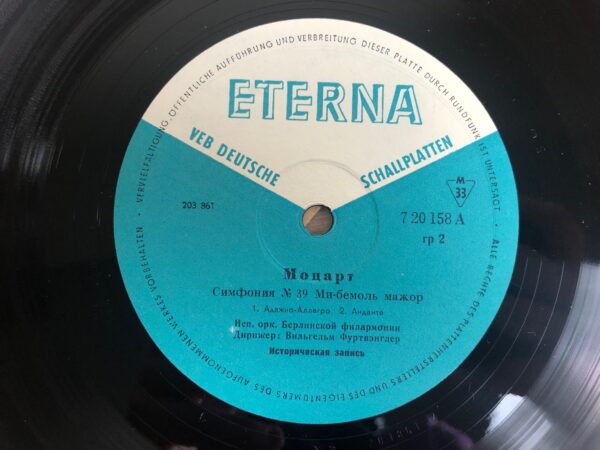 VERVIELFÄLTIGUNG, ÖFFENTLICHE AUFFÜHRUNG UND VERBREITUNG DIESER PLATTE DURCH RUNDFUNK IST UNTERSAGT · ALLE RECHTE DES PLATTENHERSTELLERS UND DES EIGENTÜMERS DES AUFGENOMMENEN WERKES VORBEHALTEN ·
ETERNA
VEB DEUTSCHE SCHALLPLATTEN
M
33
203 861
7 20 158 A
гр 2
Моцарт
Симфония № 39 Ми-бемоль мажор
1. Адажио-Аллегро 2. Анданте
Исп. орк. Берлинской филармонии
Дирижер: Вильгельм Фуртвэнглер
Историческая запись